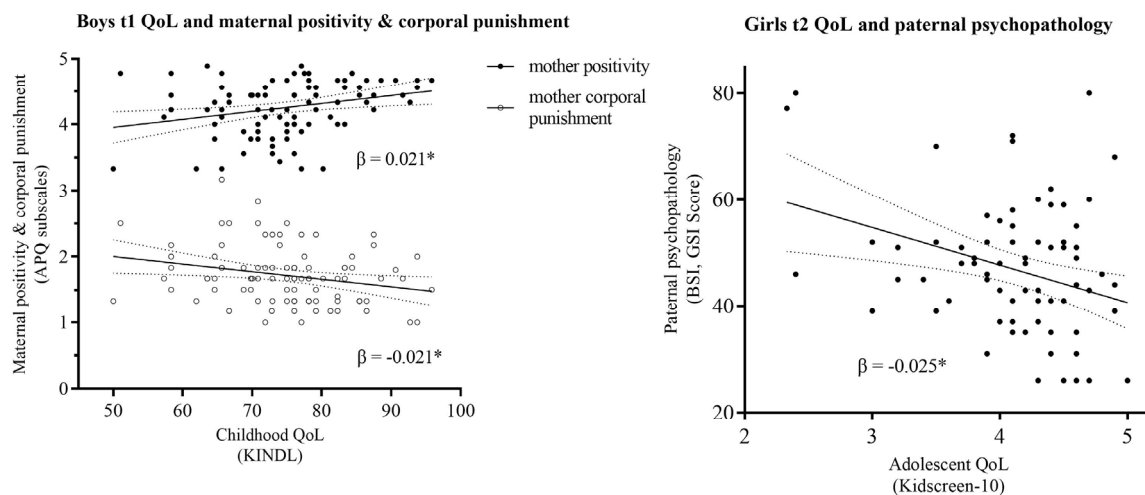 Boys t1 QoL and maternal positivity & corporal punishment
Maternal positivity & corporal punishment
(APQ subscales)
5
4
3
2
1
0
mother positivity
mother corporal
punishment
β = 0.021*
β = -0.021*
50
60
70
80
90
100
Childhood QoL
(KINDL)
Girls t2 QoL and paternal psychopathology
Paternal psychopathology
(BSI, GSI Score)
80
60
40
20
β = -0.025*
2
3
4
5
Adolescent QoL
(Kidscreen-10)